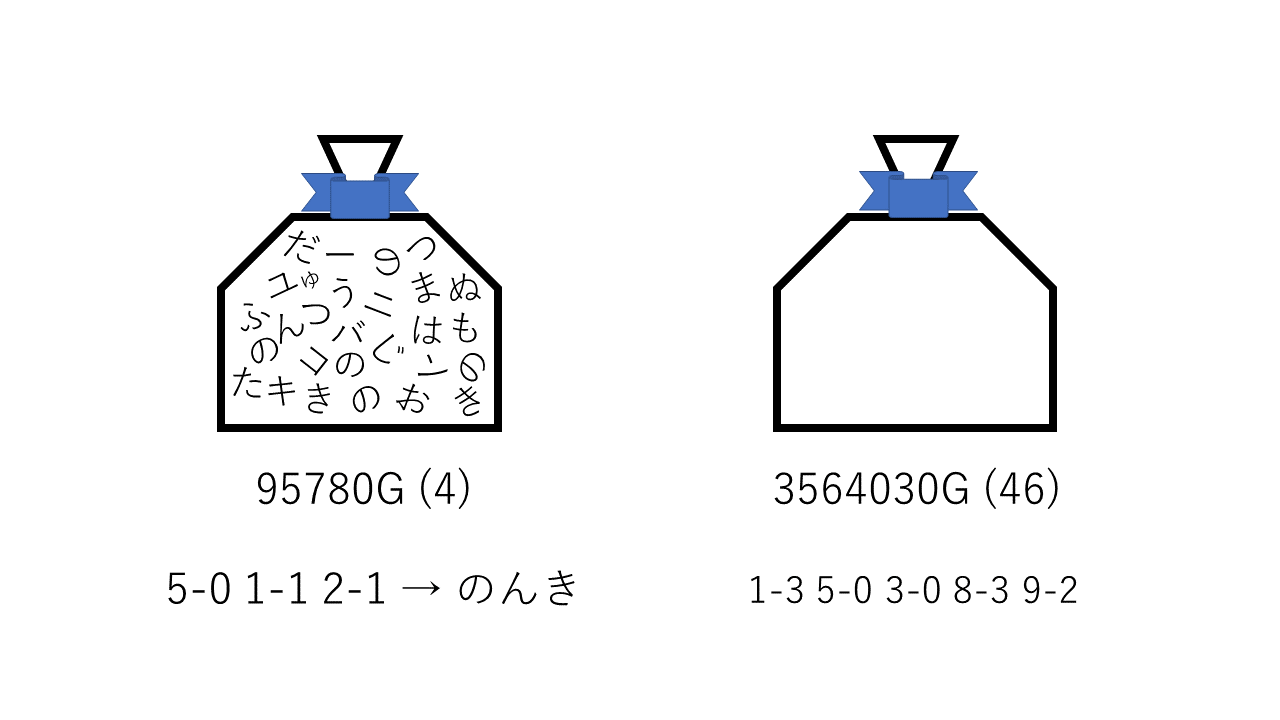 だーのつ
ユゅうニまぬ
ふんつバはも
のコのぐンの
たキきのおき
95780G (4)
3564030G (46)
5-0 1-1 2-1 → のんき
1-3 5-0 3-0 8-3 9-2